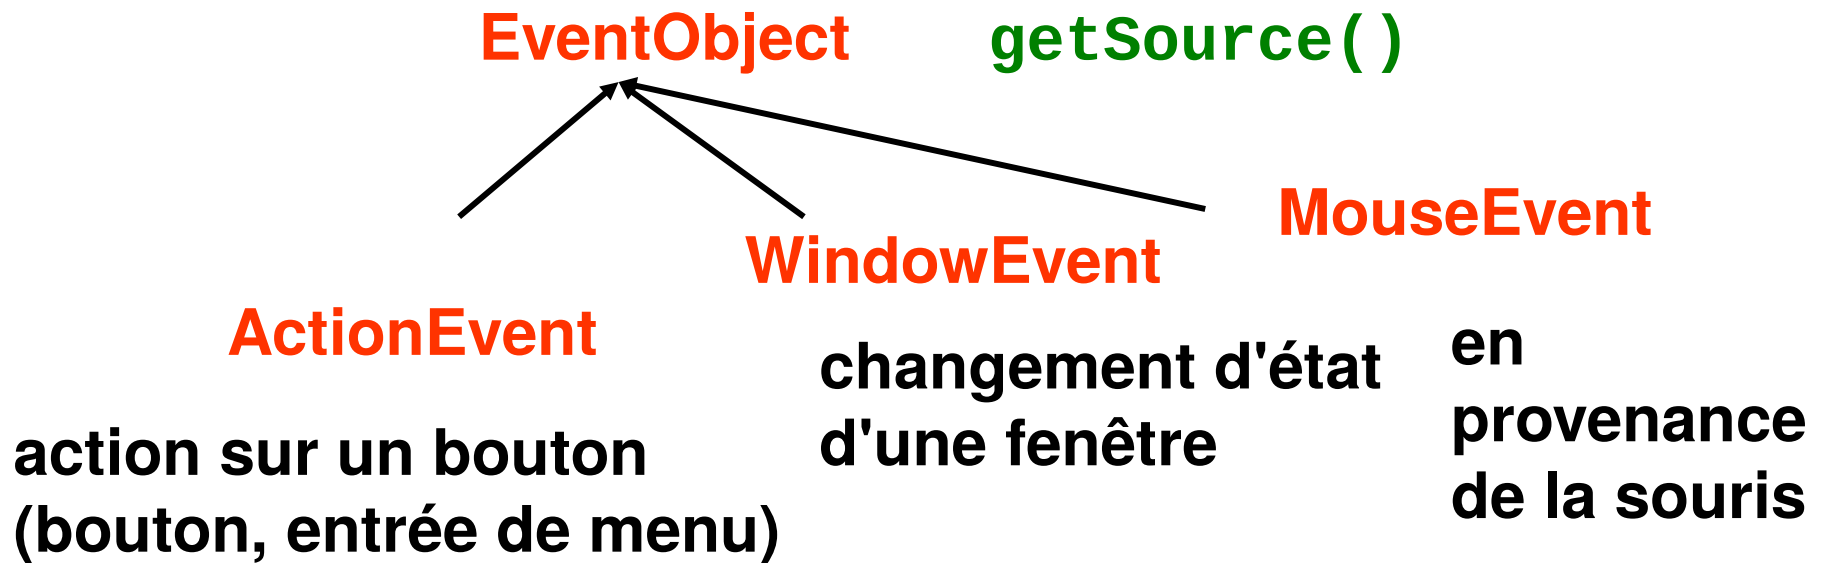 EventObject getSource()
MouseEvent
WindowEvent
ActionEvent
changement d'état
d'une fenêtre
en
provenance
de la souris
action sur un bouton
(bouton, entrée de menu)